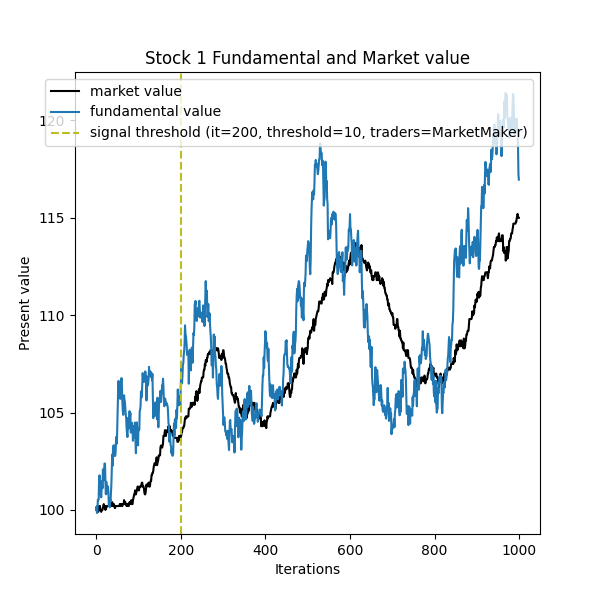 Stock 1 Fundamental and Market value
market value
fundamental value
signal threshold (it=200, threshold=10, traders=MarketMaker)
120
115
110
105
100
Present value
0 200 400 600 800 1000
Iterations